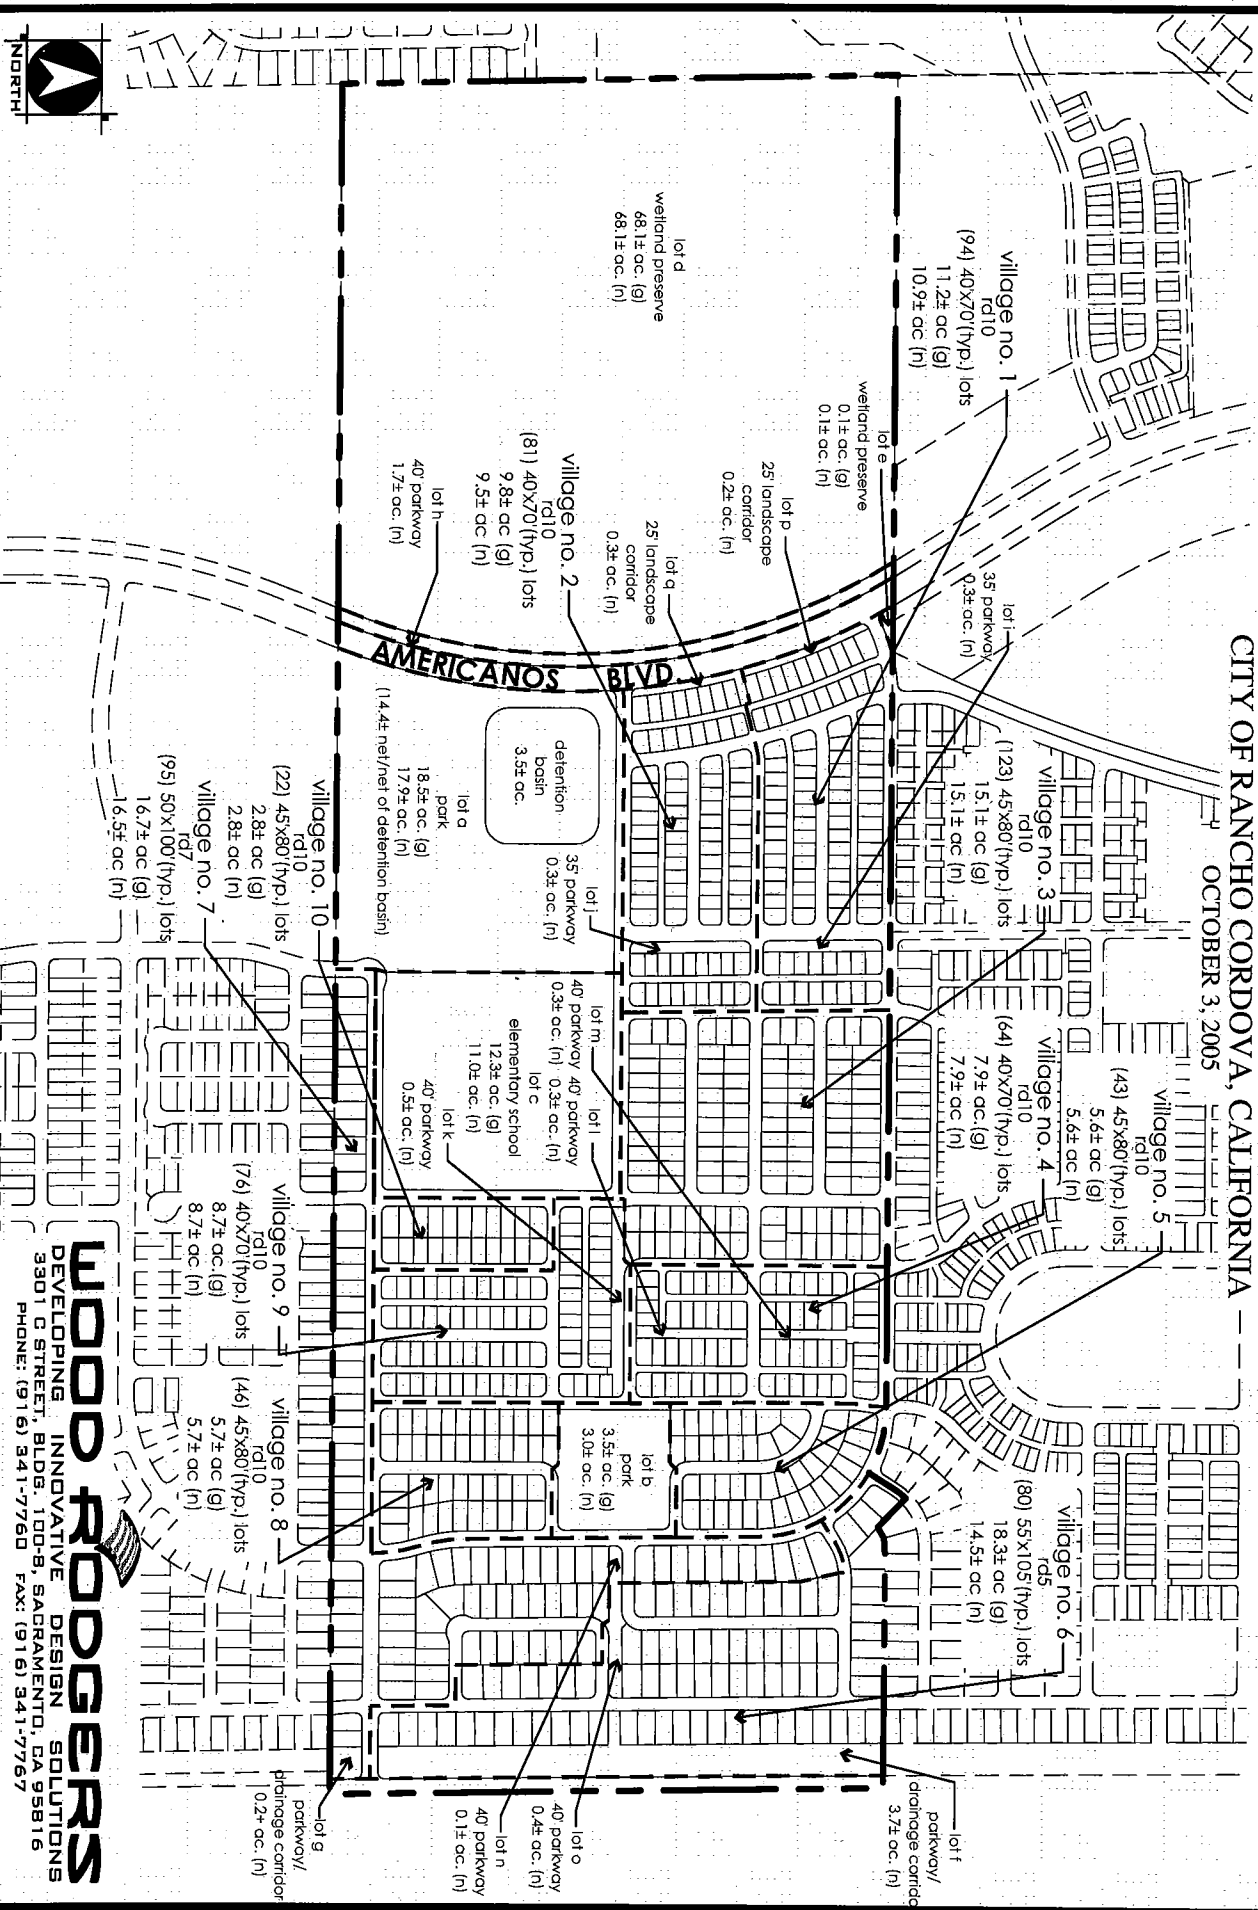 CITY OF RANCHO CORDOVA, CALIFORNIA
OCTOBER 3, 2005
NORTH
village no. 1
rd10
(94) 40'x70'(typ.) lots
11.2± ac (g)
10.9± ac (n)
lot d
wetland preserve
68.1± ac. (g)
68.1± ac. (n)
lot e
wetland preserve
0.1± ac. (g)
0.1± ac. (n)
lot p
25' landscape
corridor
0.2± ac. (n)
lot q
25' landscape
corridor
0.3± ac. (n)
village no. 2
rd10
(81) 40'x70'(typ.) lots
9.8± ac (g)
9.5± ac (n)
lot h
40' parkway
1.7± ac. (n)
lot i
35' parkway
0.3± ac. (n)
AMERICANOS BLVD.
village no. 3
rd10
(123) 45'x80'(typ.) lots
15.1± ac (g)
15.1± ac (n)
detention
basin
3.5± ac.
lot a
park
18.5± ac. (g)
17.9± ac. (n)
(14.4± net/net of detention basin)
lot j
35' parkway
0.3± ac. (n)
village no. 10
rd10
(22) 45'x80'(typ.) lots
2.8± ac (g)
2.8± ac (n)
village no. 7
rd7
(95) 50'x100'(typ.) lots
16.7± ac (g)
16.5± ac (n)
village no. 4
rd10
(64) 40'x70'(typ.) lots
7.9± ac.(g)
7.9± ac (n)
village no. 5
rd10
(43) 45'x80'(typ.) lots
5.6± ac (g)
5.6± ac (n)
lot m
40' parkway
0.3± ac. (n)
lot l
40' parkway
0.3± ac. (n)
lot c
elementary school
12.3± ac. (g)
11.0± ac. (n)
lot k
40' parkway
0.5± ac. (n)
village no. 9
rd10
(76) 40'x70'(typ.) lots
8.7± ac.(g)
8.7± ac (n)
village no. 8
rd10
(46) 45'x80'(typ.) lots
5.7± ac (g)
5.7± ac (n)
lot b
park
3.5± ac. (g)
3.0± ac. (n)
village no. 6
rd5
(80) 55'x105'(typ.) lots
18.3± ac (g)
14.5± ac (n)
lot f
parkway/
drainage corrido
3.7± ac. (n)
lot o
40' parkway
0.4± ac. (n)
lot n
40' parkway
0.1± ac. (n)
lot g
parkway/
drainage corridor
0.2+ ac. (n)
WOOD RODGERS
DEVELOPING INNOVATIVE DESIGN SOLUTIONS
3301 C STREET, BLDG. 100-B, SACRAMENTO, CA 95816
PHONE: (916) 341-7760 FAX: (916) 341-7767